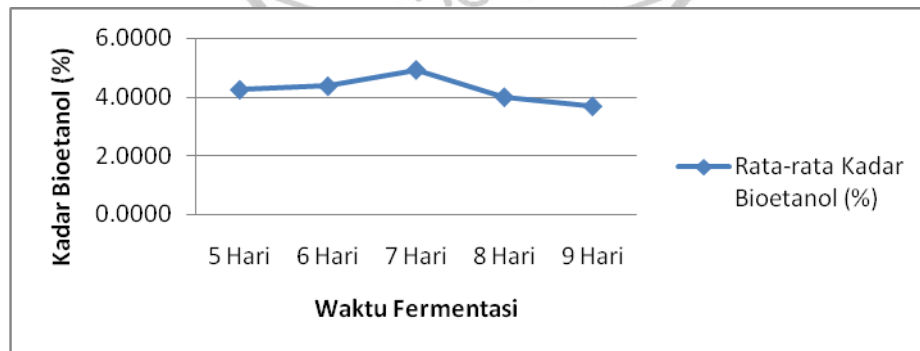 6.0000
4.0000
2.0000
0.0000
Kadar Bioetanol (%)
5 Hari 6 Hari 7 Hari 8 Hari 9 Hari
Waktu Fermentasi
Rata-rata Kadar
Bioetanol (%)